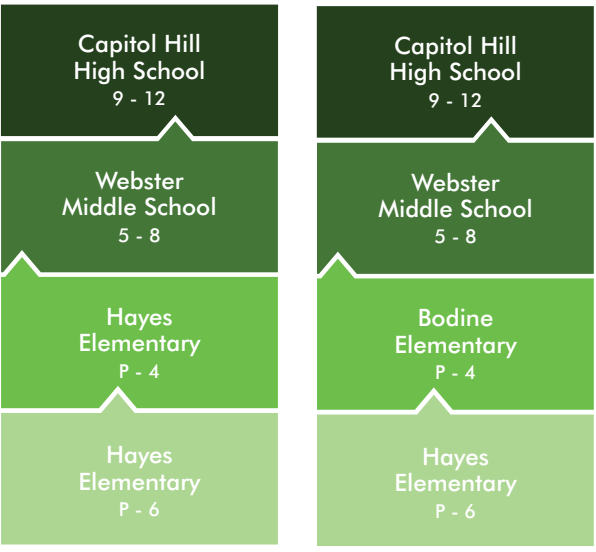 Capitol Hill
High School
9 - 12
Webster
Middle School
5 - 8
Hayes
Elementary
P - 4
Hayes
Elementary
P - 6
Capitol Hill
High School
9 - 12
Webster
Middle School
5 - 8
Bodine
Elementary
P - 4
Hayes
Elementary
P - 6